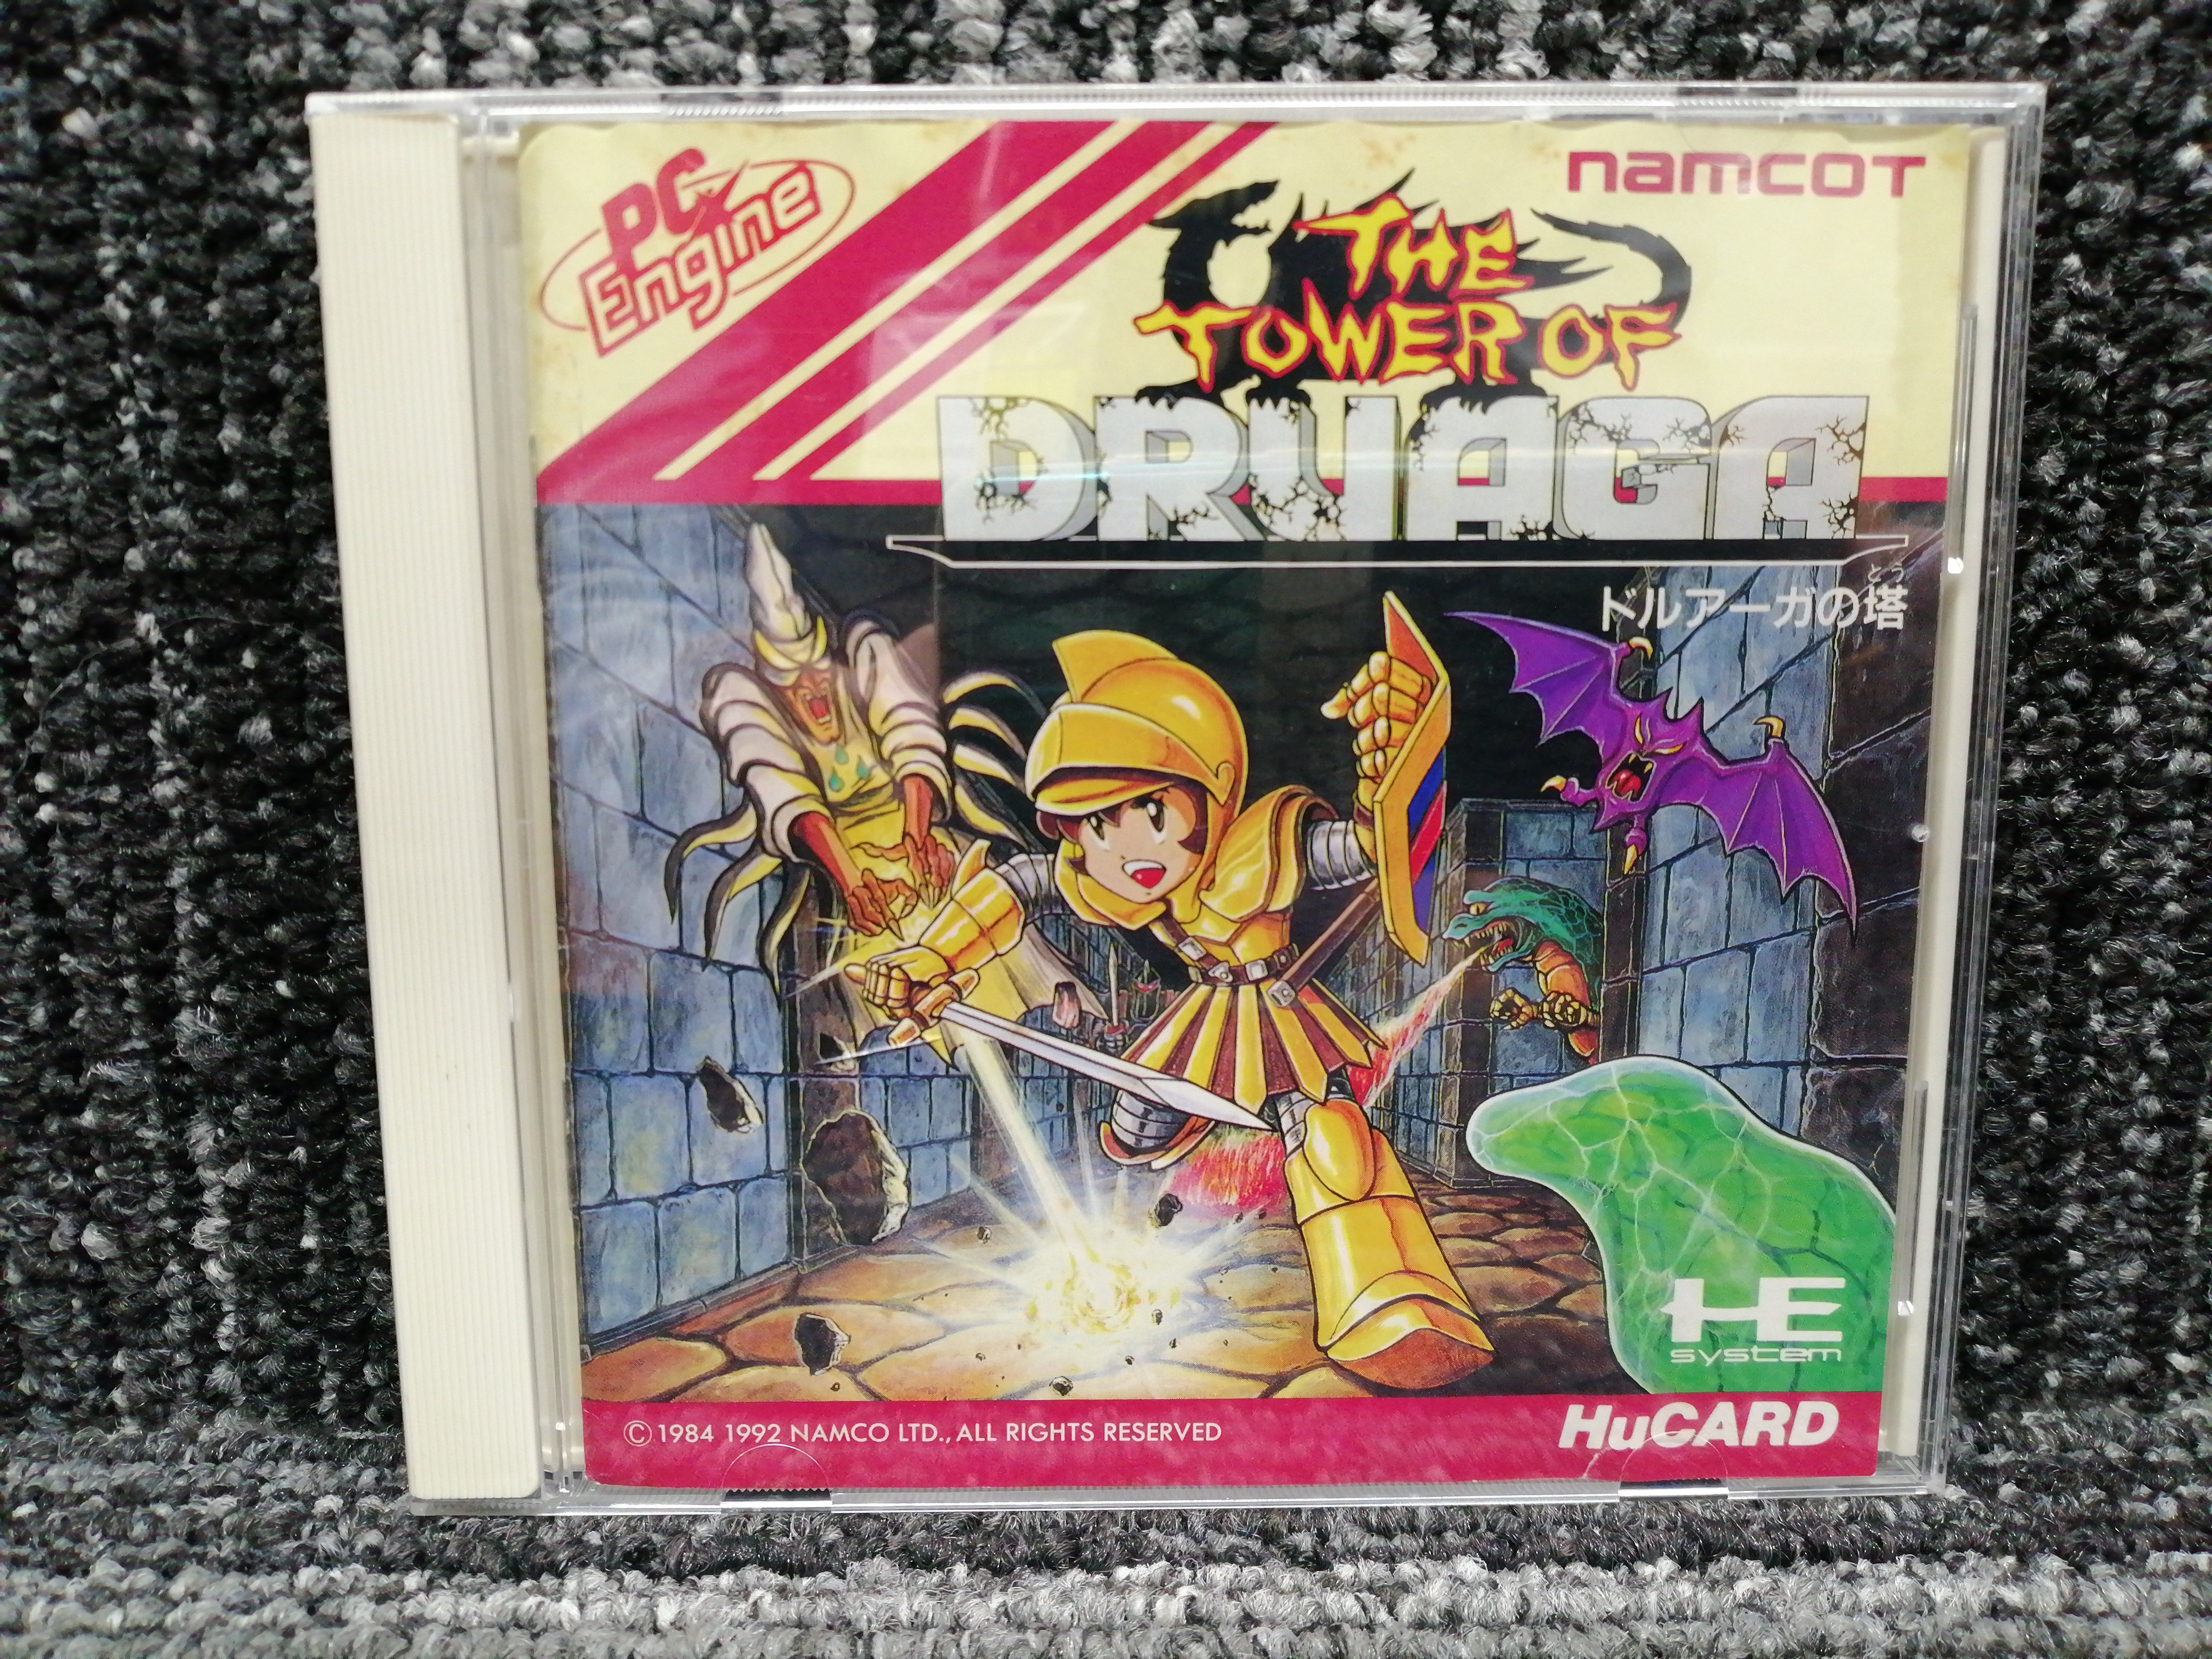 PC Engine
namcoT
THE
TOWER OF
DRUAGA
とう
ドルアーガの塔
HE
system
©1984 1992 NAMCO LTD., ALL RIGHTS RESERVED
HuCARD